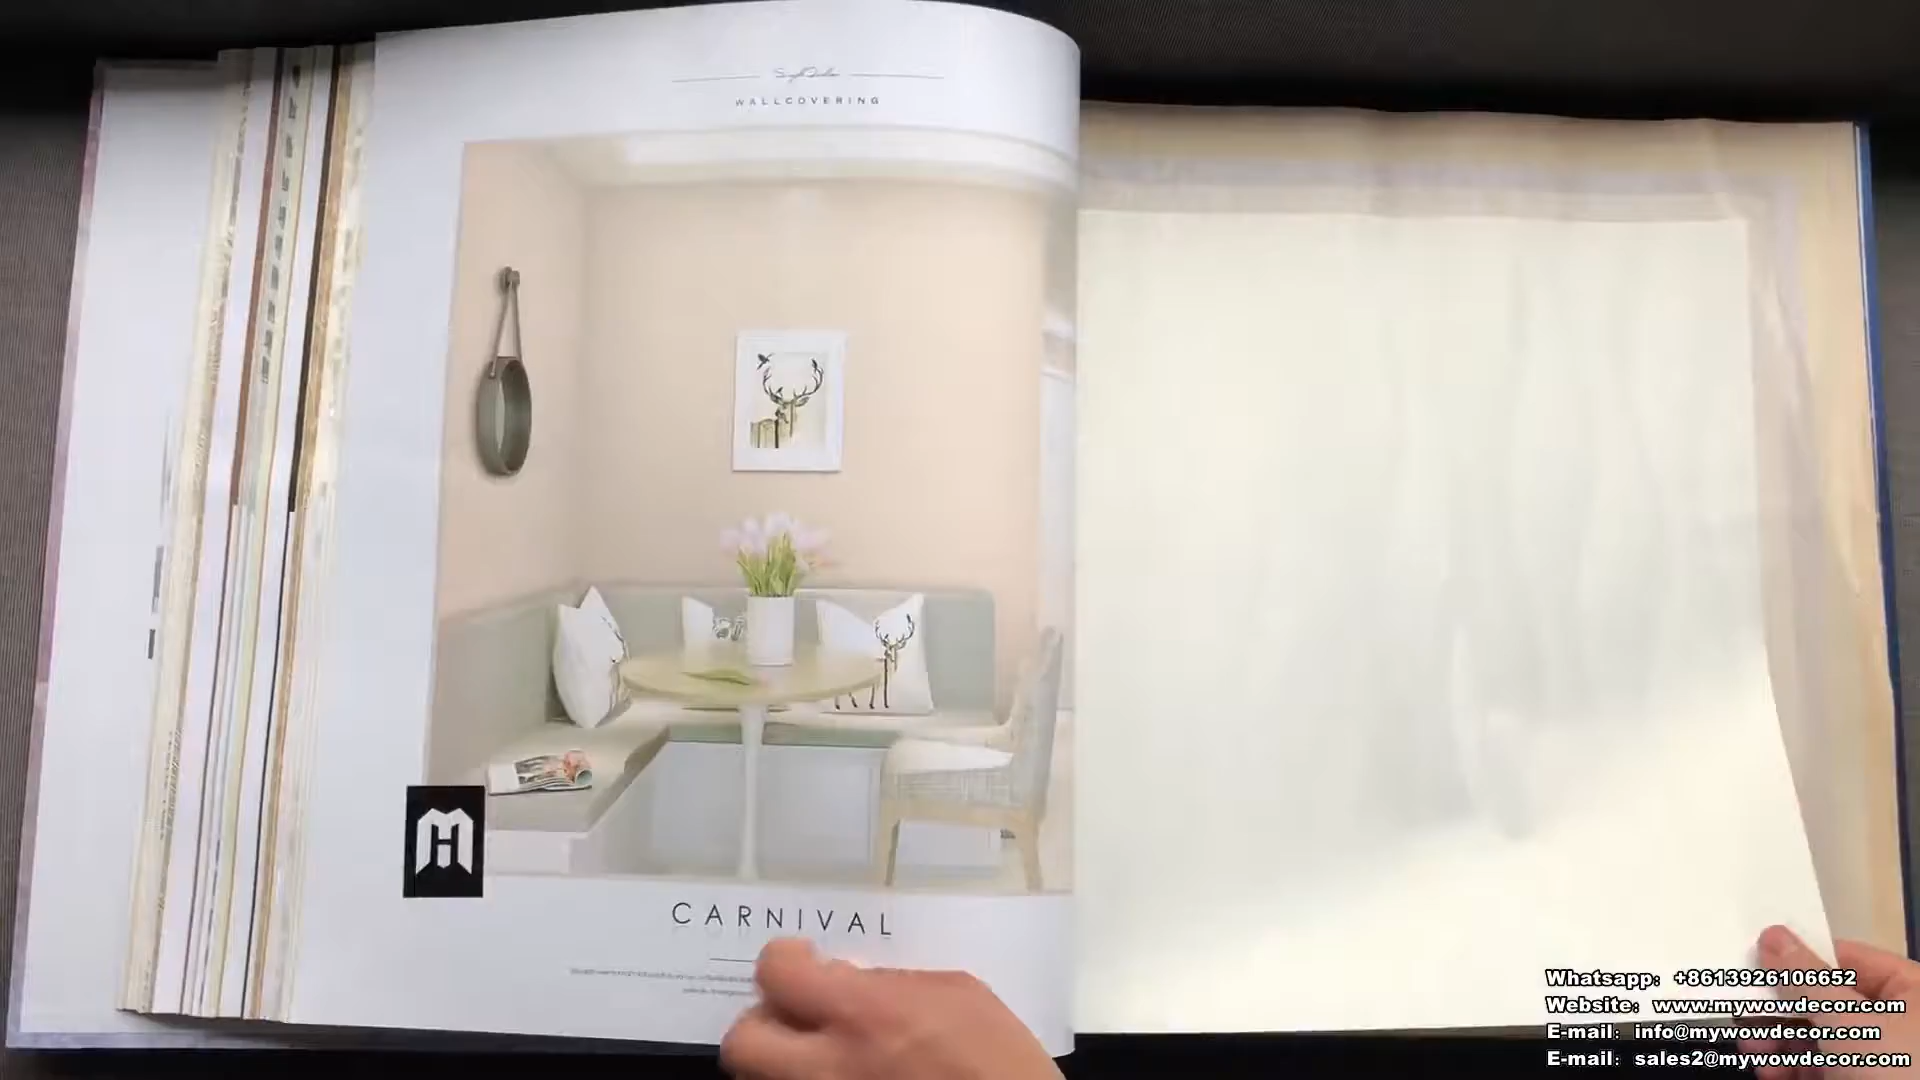 WALLCOVERING
CARNIVAL
Whatsapp: +8613926106652
Website: www.mywowdecor.com
E-mail: info@mywowdecor.com
E-mail: sales2@mywowdecor.com